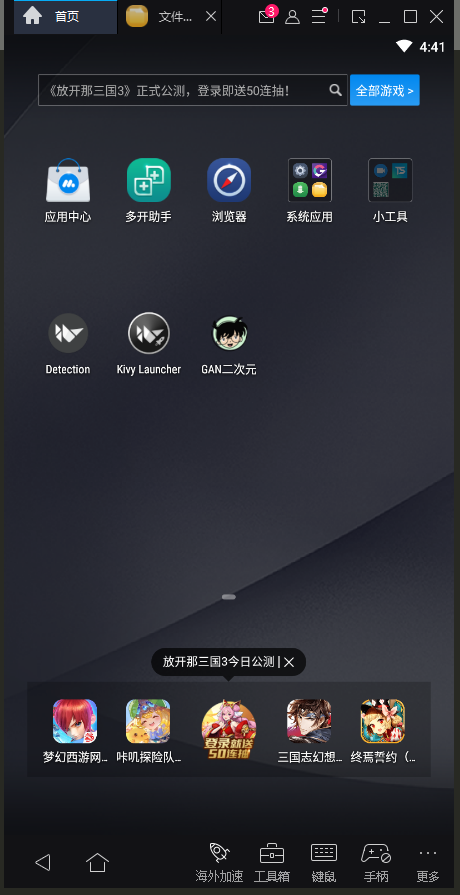 首页
文件...
3
4:41
《放开那三国3》正式公测，登录即送50连抽！
全部游戏 >
应用中心
多开助手
浏览器
系统应用
小工具
Detection
Kivy Launcher
GAN二次元
放开那三国3今日公测 | ×
登录就送
50连抽
梦幻西游网...
咔叽探险队...
三国志幻想...
终焉誓约（...
海外加速
工具箱
键鼠
手柄
更多